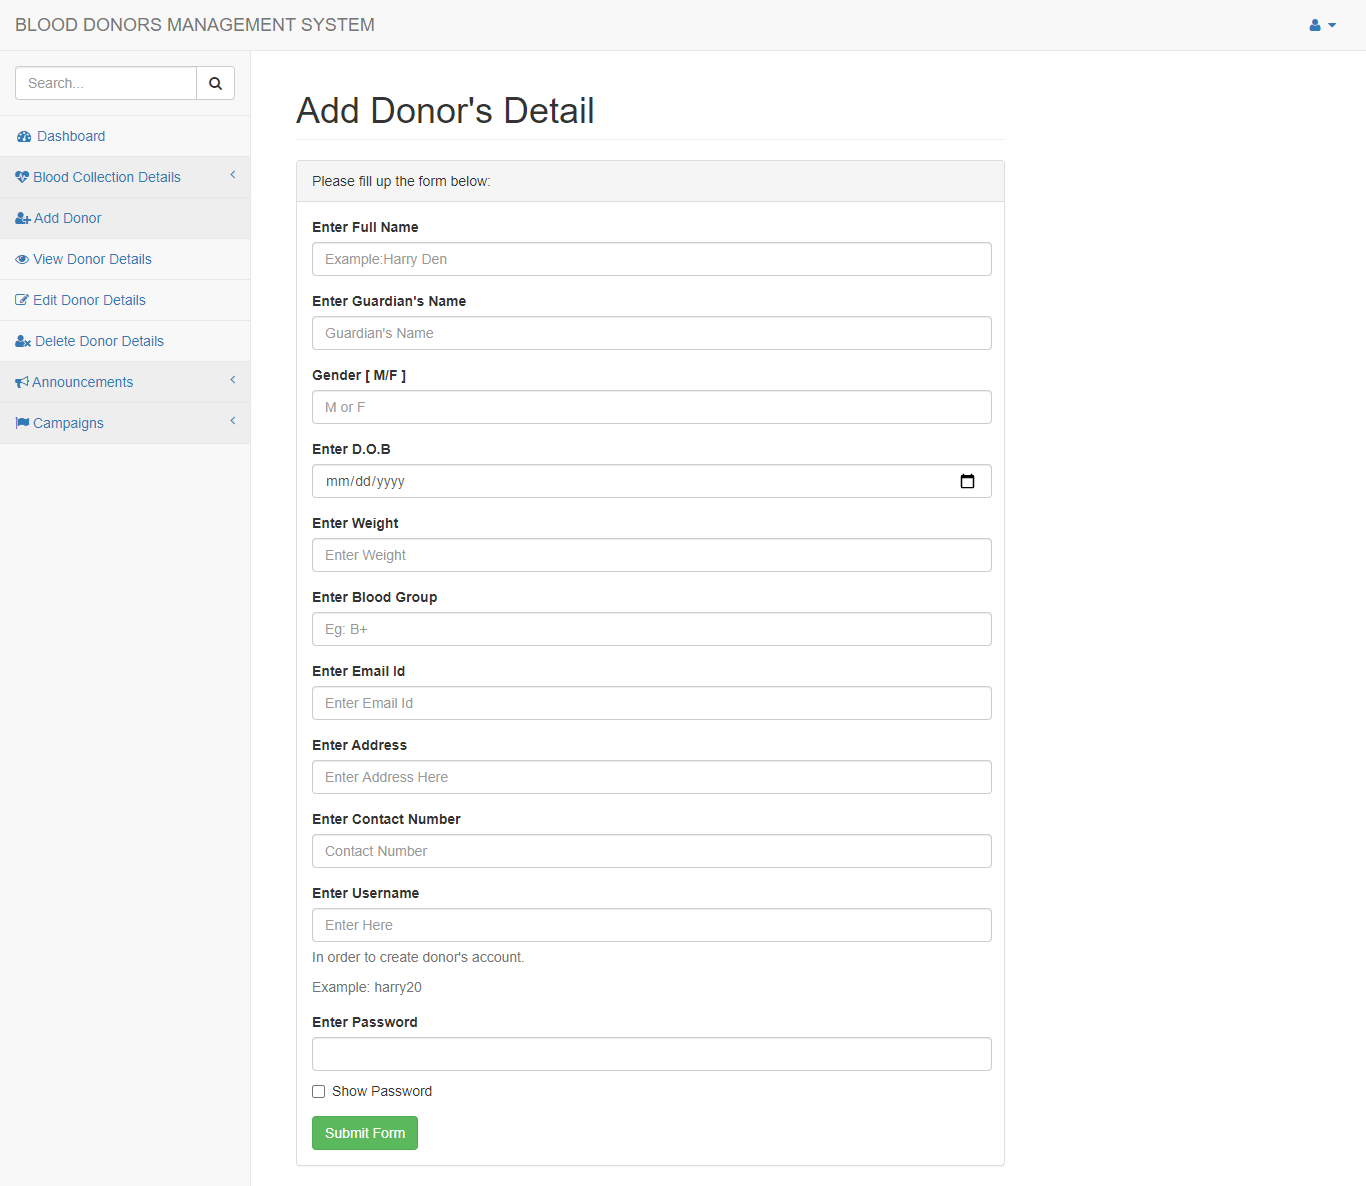 BLOOD DONORS MANAGEMENT SYSTEM
Search...
Dashboard
Blood Collection Details
Add Donor
View Donor Details
Edit Donor Details
Delete Donor Details
Announcements
Campaigns
Add Donor's Detail
Please fill up the form below:
Enter Full Name
Example:Harry Den
Enter Guardian's Name
Guardian's Name
Gender [ M/F ]
M or F
Enter D.O.B
mm/dd/yyyy
Enter Weight
Enter Weight
Enter Blood Group
Eg: B+
Enter Email Id
Enter Email Id
Enter Address
Enter Address Here
Enter Contact Number
Contact Number
Enter Username
Enter Here
In order to create donor's account.
Example: harry20
Enter Password
Show Password
Submit Form